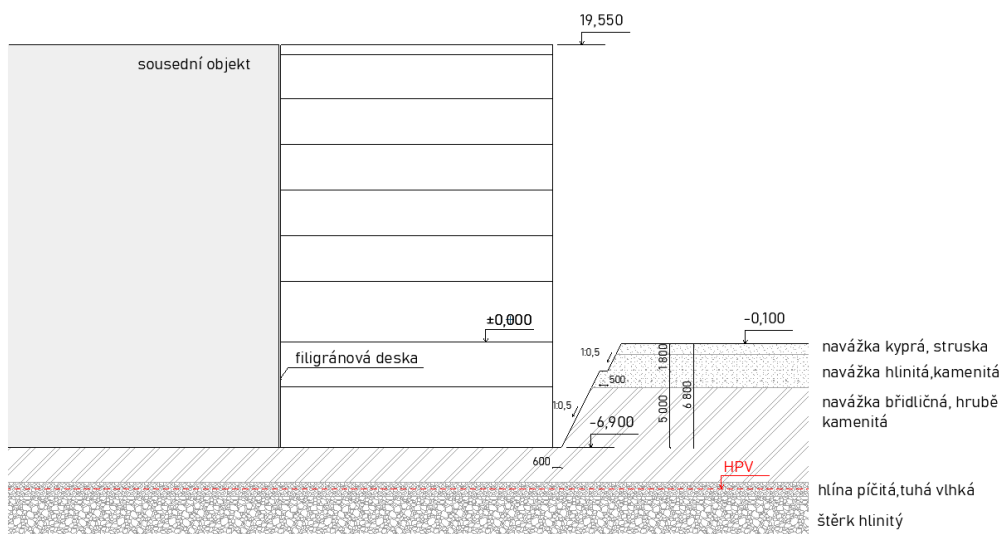 19,550
sousední objekt
±0,000
-0,100
filigránová deska
1:0,5
1 800
navážka kyprá, struska
navážka hlinitá,kamenitá
500
1:0,5
5 000
6 800
navážka břidličná, hrubě
kamenitá
-6,900
600
HPV
hlína píčitá,tuhá vlhká
štěrk hlinitý